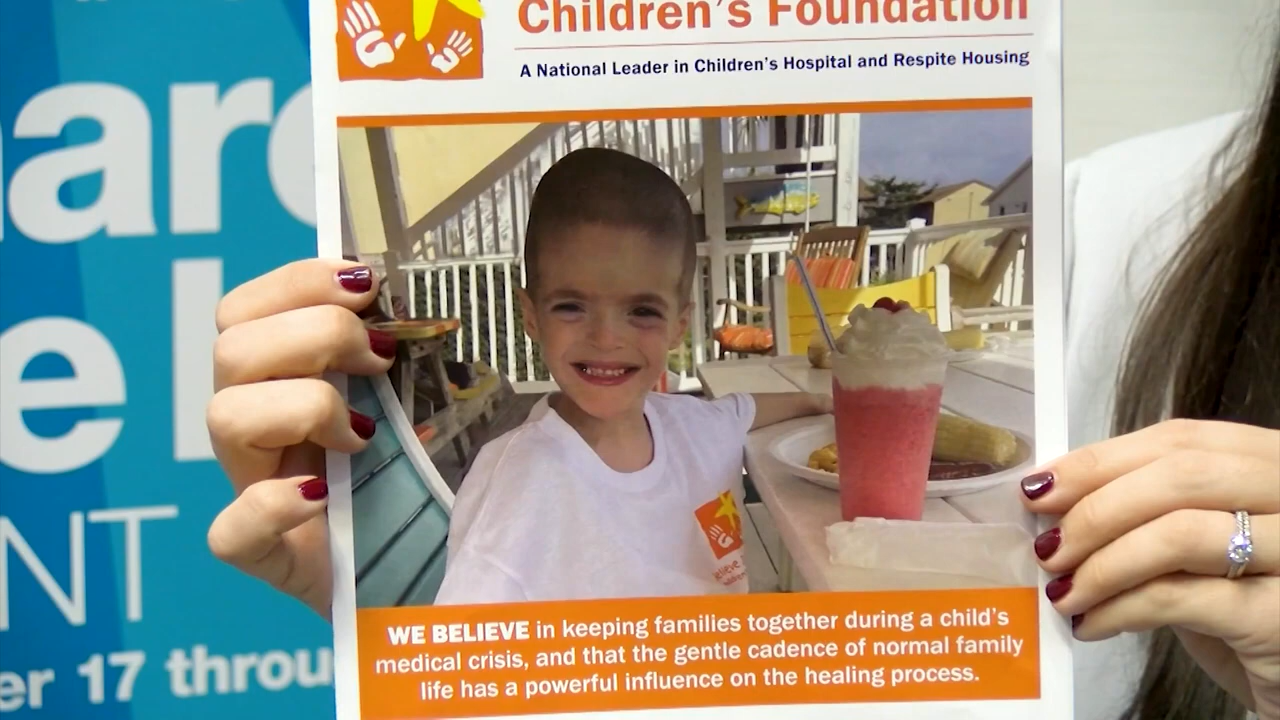 Children's Foundation
A National Leader in Children's Hospital and Respite Housing
are
e
NT
er 17 throu
believe
WE BELIEVE in keeping families together during a child's
medical crisis, and that the gentle cadence of normal family
life has a powerful influence on the healing process.